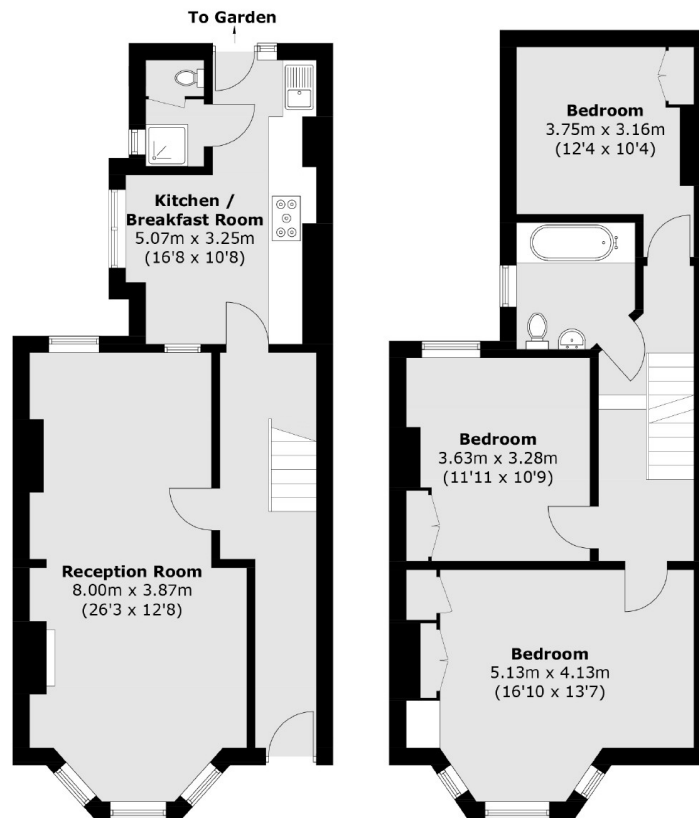 To Garden
Kitchen /
Breakfast Room
5.07m x 3.25m
(16'8 x 10'8)
Reception Room
8.00m x 3.87m
(26'3 x 12'8)
Bedroom
3.75m x 3.16m
(12'4 x 10'4)
Bedroom
3.63m x 3.28m
(11'11 x 10'9)
Bedroom
5.13m x 4.13m
(16'10 x 13'7)